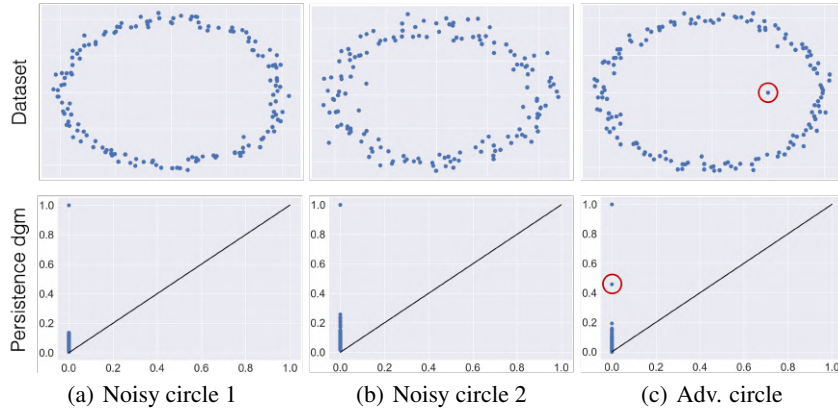 Dataset
Persistence dgm
1.0 0.8 0.6 0.4 0.2 0.0
0.0 0.2 0.4 0.6 0.8 1.0
1.0 0.8 0.6 0.4 0.2 0.0
0.0 0.2 0.4 0.6 0.8 1.0
1.0 0.8 0.6 0.4 0.2 0.0
0.0 0.2 0.4 0.6 0.8 1.0
(a) Noisy circle 1
(b) Noisy circle 2
(c) Adv. circle